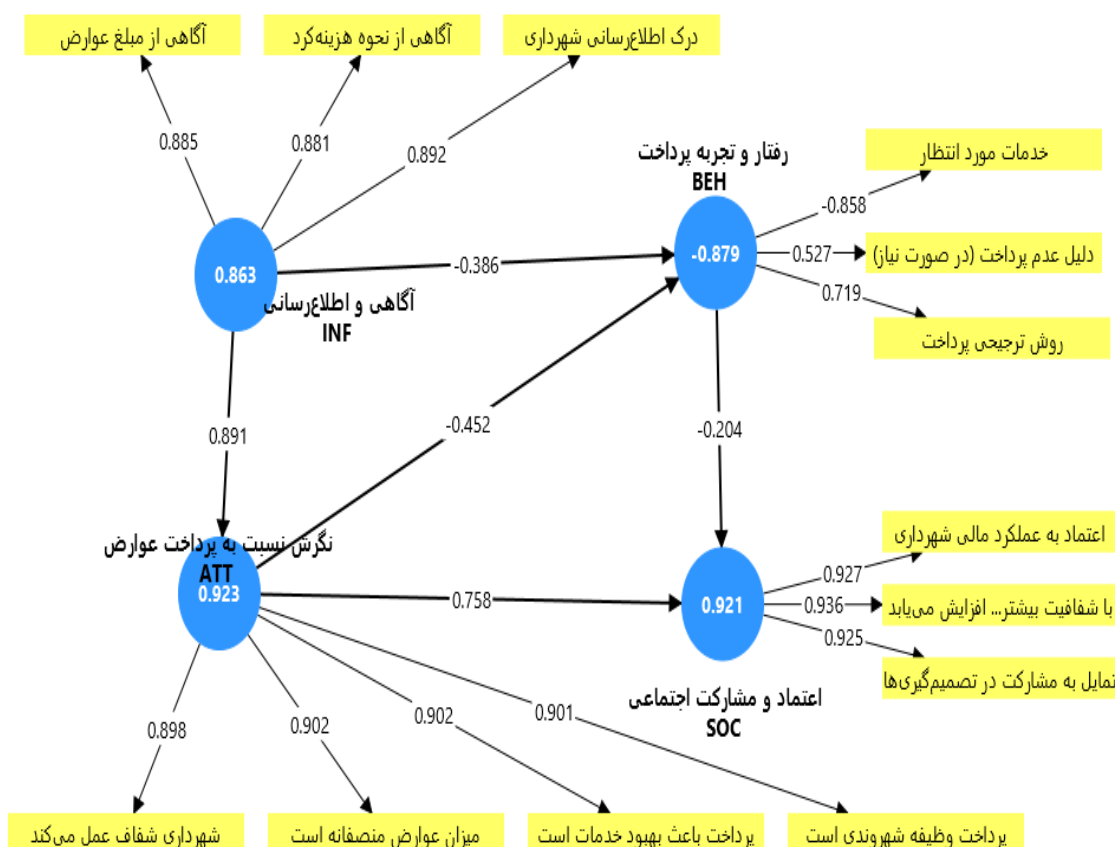 آگاهی از مبلغ عوارض
آگاهی از نحوه هزینه‌کرد
درک اطلاع‌رسانی شهرداری
0.885
0.881
0.892
رفتار و تجربه پرداخت
BEH
خدمات مورد انتظار
-0.858
0.863
-0.386
-0.879
0.527
دلیل عدم پرداخت (در صورت نیاز)
0.719
آگاهی و اطلاع‌رسانی
INF
روش ترجیحی پرداخت
0.891
-0.452
-0.204
نگرش نسبت به پرداخت عوارض
ATT
0.923
اعتماد به عملکرد مالی شهرداری
0.927
0.758
0.921
0.936
با شفافیت بیشتر... افزایش می‌یابد
0.925
تمایل به مشارکت در تصمیم‌گیری‌ها
اعتماد و مشارکت اجتماعی
SOC
0.898
0.902
0.902
0.901
شهرداری شفاف عمل می‌کند
میزان عوارض منصفانه است
پرداخت باعث بهبود خدمات است
پرداخت وظیفه شهروندی است